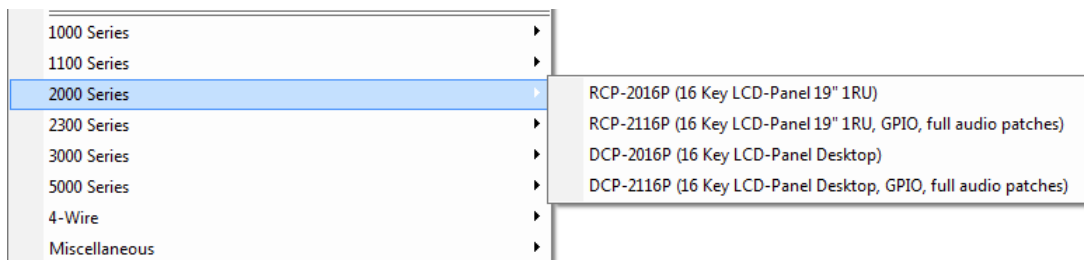 1000 Series
1100 Series
2000 Series
2300 Series
3000 Series
5000 Series
4-Wire
Miscellaneous
RCP-2016P (16 Key LCD-Panel 19" 1RU)
RCP-2116P (16 Key LCD-Panel 19" 1RU, GPIO, full audio patches)
DCP-2016P (16 Key LCD-Panel Desktop)
DCP-2116P (16 Key LCD-Panel Desktop, GPIO, full audio patches)